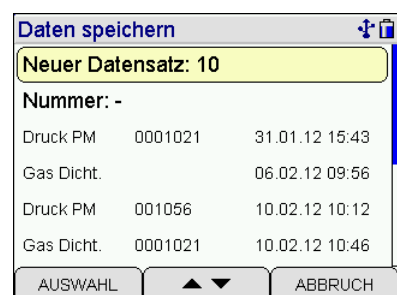 Daten speichern
Neuer Datensatz: 10
Nummer: -
Druck PM 0001021 31.01.12 15:43
Gas Dicht. 06.02.12 09:56
Druck PM 001056 10.02.12 10:12
Gas Dicht. 0001021 10.02.12 10:46
AUSWAHL ▲ ▼ ABBRUCH